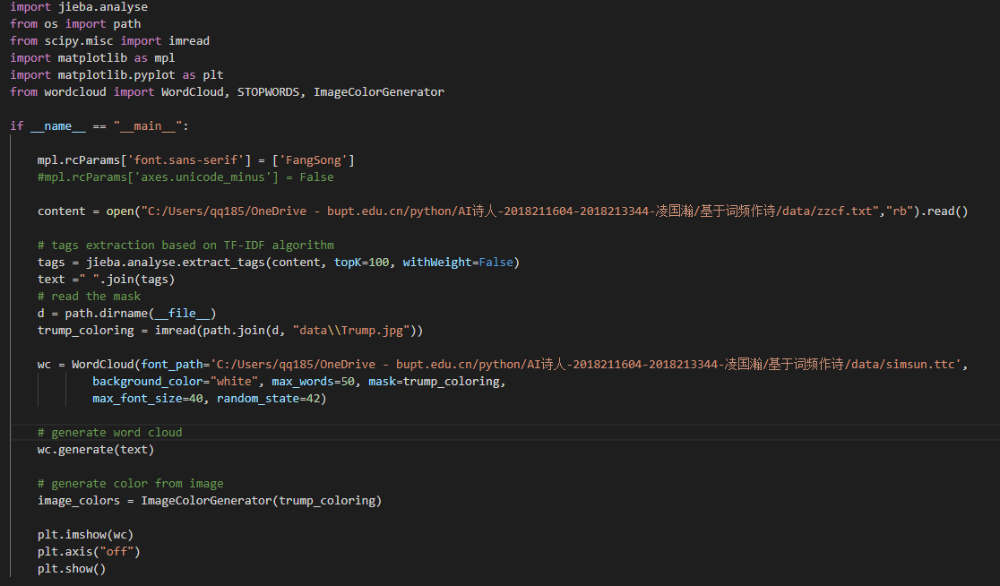 import jieba.analyse
from os import path
from scipy.misc import imread
import matplotlib as mpl
import matplotlib.pyplot as plt
from wordcloud import WordCloud, STOPWORDS, ImageColorGenerator
if __name__ == "__main__":
mpl.rcParams['font.sans-serif'] = ['FangSong']
#mpl.rcParams['axes.unicode_minus'] = False
content = open("C:/Users/qq185/OneDrive - bupt.edu.cn/python/AI诗人-2018211604-2018213344-凌国瀚/基于词频作诗/data/zzcf.txt","rb").read()
# tags extraction based on TF-IDF algorithm
tags = jieba.analyse.extract_tags(content, topK=100, withWeight=False)
text =" ".join(tags)
# read the mask
d = path.dirname(__file__)
trump_coloring = imread(path.join(d, "data\\Trump.jpg"))
wc = WordCloud(font_path='C:/Users/qq185/OneDrive - bupt.edu.cn/python/AI诗人-2018211604-2018213344-凌国瀚/基于词频作诗/data/simsun.ttc',
background_color="white", max_words=50, mask=trump_coloring,
max_font_size=40, random_state=42)
# generate word cloud
wc.generate(text)
# generate color from image
image_colors = ImageColorGenerator(trump_coloring)
plt.imshow(wc)
plt.axis("off")
plt.show()